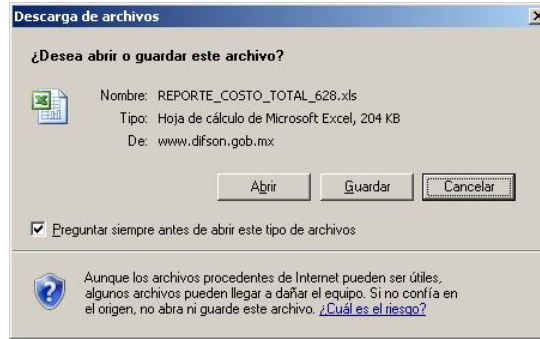 Descarga de archivos
¿Desea abrir o guardar este archivo?
Nombre: REPORTE_COSTO_TOTAL_628.xls
Tipo: Hoja de cálculo de Microsoft Excel, 204 KB
De: www.difson.gob.mx
Abrir Guardar Cancelar
Preguntar siempre antes de abrir este tipo de archivos
Aunque los archivos procedentes de Internet pueden ser útiles,
algunos archivos pueden llegar a dañar el equipo. Si no confía en
el origen, no abra ni guarde este archivo. ¿Cuál es el riesgo?